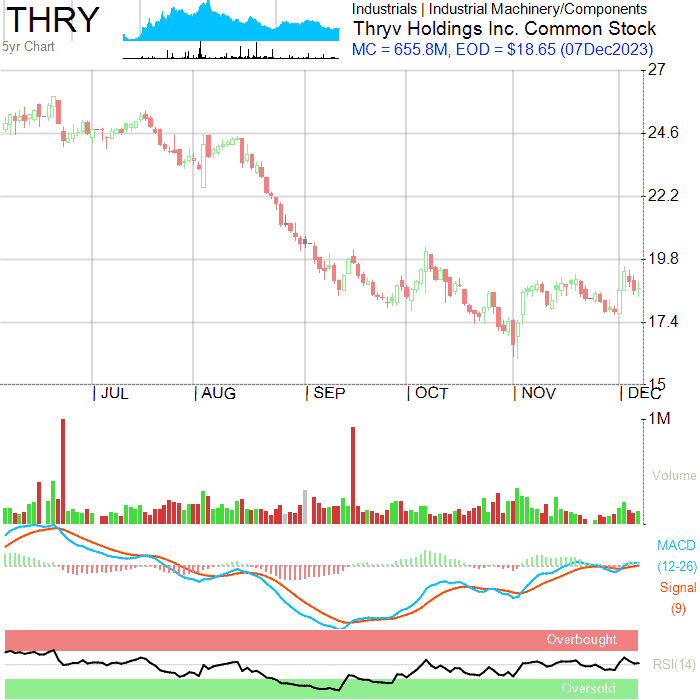 THRY
5yr Chart
Industrials | Industrial Machinery/Components
Thryv Holdings Inc. Common Stock
MC = 655.8M, EOD = $18.65 (07Dec2023)
27
24.6
22.2
19.8
17.4
15
| JUL | AUG | SEP | OCT | NOV | DEC
1M
Volume
MACD
(12-26)
Signal
(9)
Overbought
RSI(14)
Oversold